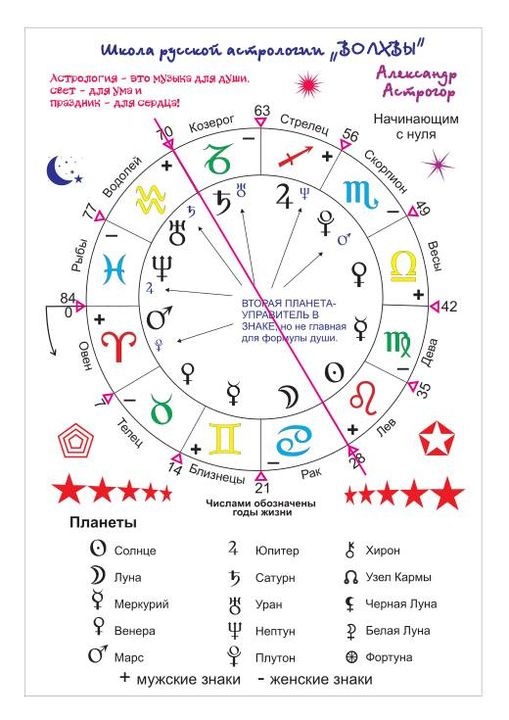 Школа русской астрологии „ВОЛХВЫ"
Астрология - это музыка для души,
свет - для ума и
праздник - для сердца!
Александр
Астрогор
Начинающим
с нуля
63
70
Козерог
Стрелец
56
Водолей
Скорпион
77
49
Рыбы
Весы
84
0
42
ВТОРАЯ ПЛАНЕТА-
УПРАВИТЕЛЬ В
ЗНАКЕ, но не главная
для формулы души.
Овен
Дева
7
35
Телец
Лев
14
28
Близнецы
Рак
21
Числами обозначены
годы жизни
Планеты
Солнце
Юпитер
Хирон
Луна
Сатурн
Узел Кармы
Меркурий
Уран
Черная Луна
Венера
Нептун
Белая Луна
Марс
Плутон
Фортуна
+ мужские знаки - женские знаки